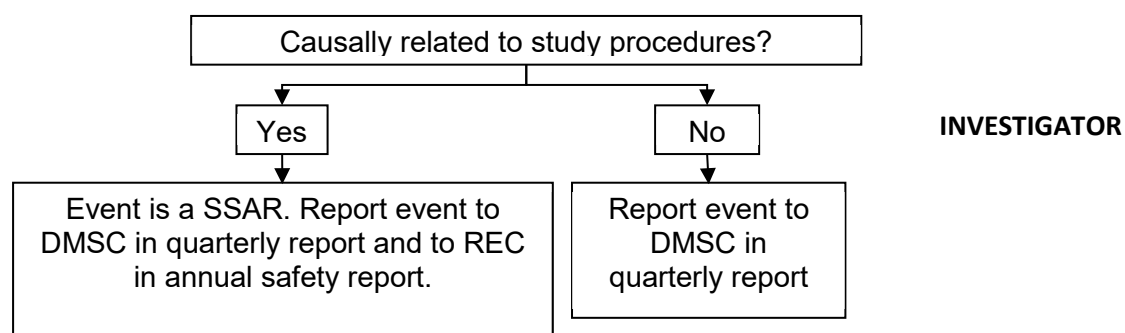 Causally related to study procedures?
Yes
No
INVESTIGATOR
Event is a SSAR. Report event to
DMSC in quarterly report and to REC
in annual safety report.
Report event to
DMSC in
quarterly report